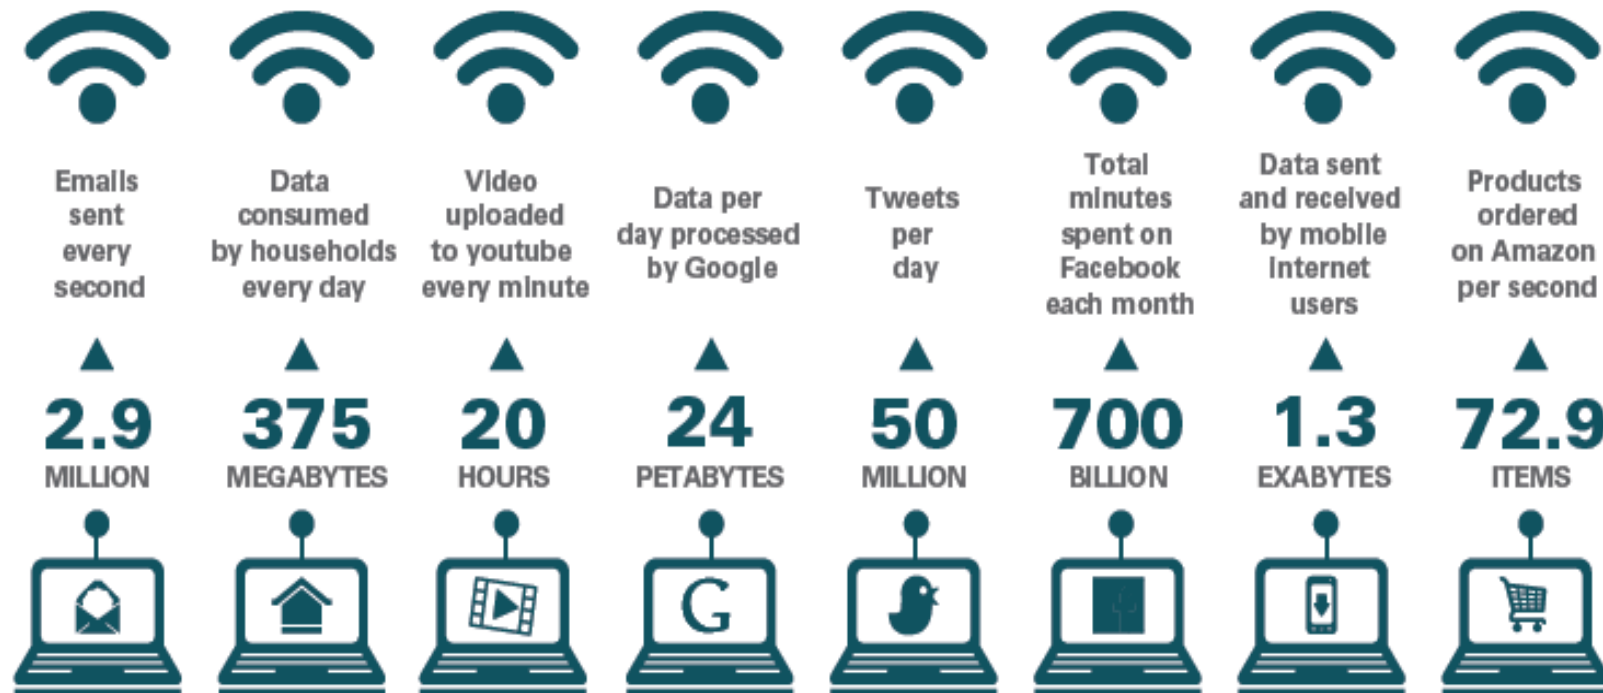 Emails
sent
every
second
2.9
MILLION
Data
consumed
by households
every day
375
MEGABYTES
Video
uploaded
to youtube
every minute
20
HOURS
Data per
day processed
by Google
24
PETABYTES
G
Tweets
per
day
50
MILLION
Total
minutes
spent on
Facebook
each month
700
BILLION
f
Data sent
and received
by mobile
internet
users
1.3
EXABYTES
Products
ordered
on Amazon
per second
72.9
ITEMS